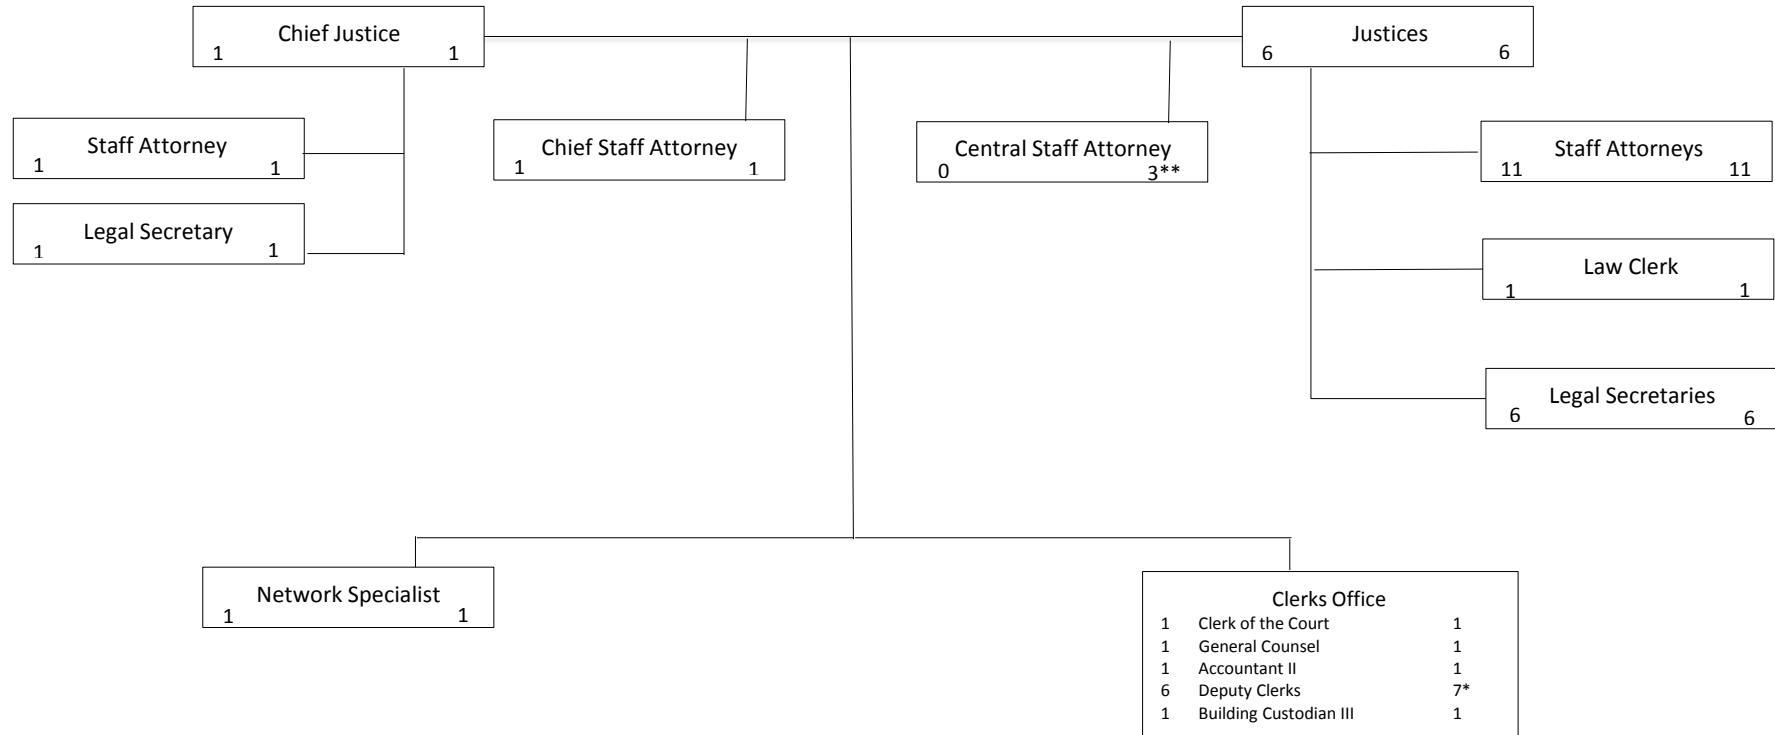 Chief Justice
1 1
Justices
6 6
Staff Attorney
1 1
Chief Staff Attorney
1 1
Central Staff Attorney
0 3**
Staff Attorneys
11 11
Legal Secretary
1 1
Law Clerk
1 1
Legal Secretaries
6 6
Network Specialist
1 1
Clerks Office
1 Clerk of the Court 1
1 General Counsel 1
1 Accountant II 1
6 Deputy Clerks 7*
1 Building Custodian III 1